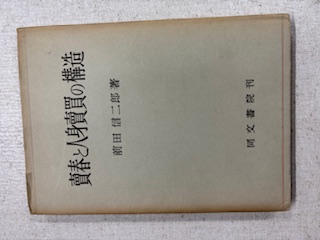 賣春と人身賣買の構造
前田信二郎 著
同文書院刊